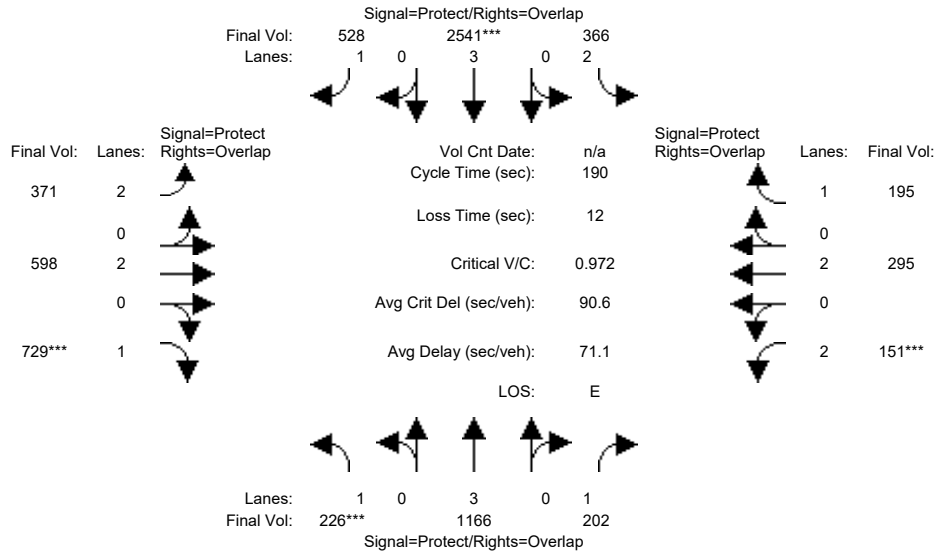 Signal=Protect/Rights=Overlap
Final Vol: 528 2541*** 366
Lanes: 1 0 3 0 2
Signal=Protect
Final Vol: Lanes: Rights=Overlap
Vol Cnt Date: n/a
Signal=Protect
Rights=Overlap Lanes: Final Vol:
Cycle Time (sec): 190
371 2
1 195
Loss Time (sec): 12
0
0
598 2
Critical V/C: 0.972
2 295
0
Avg Crit Del (sec/veh): 90.6
0
729*** 1
Avg Delay (sec/veh): 71.1
2 151***
LOS: E
Lanes: 1 0 3 0 1
Final Vol: 226*** 1166 202
Signal=Protect/Rights=Overlap